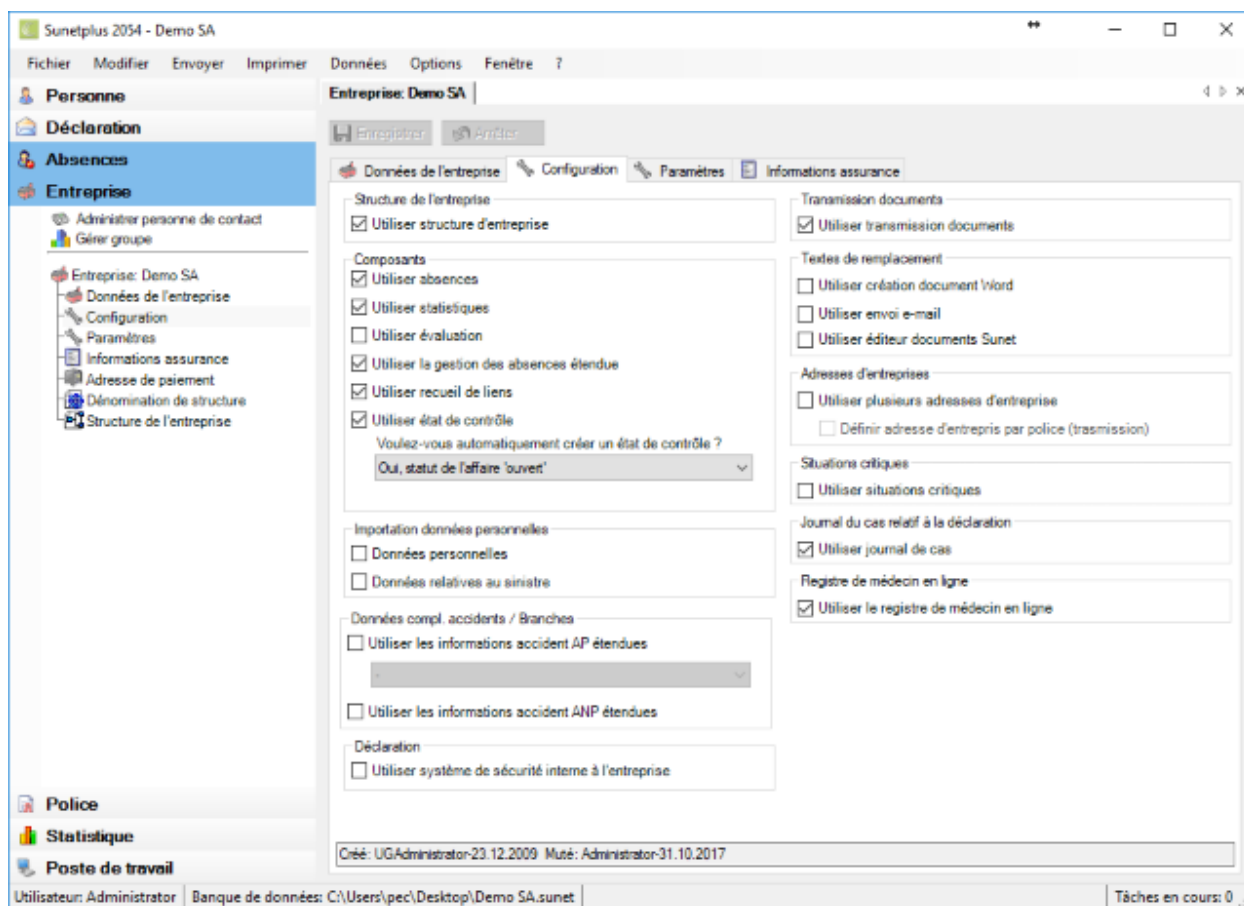 Sunetplus 2054 - Demo SA
Fichier Modifier Envoyer Imprimer Données Options Fenêtre ?
Personne
Déclaration
Absences
Entreprise
Administrer personne de contact
Gérer groupe
Entreprise: Demo SA
Données de l'entreprise
Configuration
Paramètres
Informations assurance
Adresse de paiement
Dénomination de structure
Structure de l'entreprise
Police
Statistique
Poste de travail
Entreprise: Demo SA
Enregistrer Arrêter
Données de l'entreprise Configuration Paramètres Informations assurance
Structure de l'entreprise
Utiliser structure d'entreprise
Composants
Utiliser absences
Utiliser statistiques
Utiliser évaluation
Utiliser la gestion des absences étendue
Utiliser recueil de liens
Utiliser état de contrôle
Voulez-vous automatiquement créer un état de contrôle ?
Oui, statut de l'affaire 'ouvert'
Importation données personnelles
Données personnelles
Données relatives au sinistre
Données compl. accidents / Branches
Utiliser les informations accident AP étendues
-
Utiliser les informations accident ANP étendues
Déclaration
Utiliser système de sécurité interne à l'entreprise
Transmission documents
Utiliser transmission documents
Textes de remplacement
Utiliser création document Word
Utiliser envoi e-mail
Utiliser éditeur documents Sunet
Adresses d'entreprises
Utiliser plusieurs adresses d'entreprise
Définir adresse d'entrepris par police (trasmission)
Situations critiques
Utiliser situations critiques
Journal du cas relatif à la déclaration
Utiliser journal de cas
Registre de médecin en ligne
Utiliser le registre de médecin en ligne
Créé: UGAdministrator-23.12.2009 Muté: Administrator-31.10.2017
Utilisateur: Administrator Banque de données: C:\Users\pec\Desktop\Demo SA.sunet Tâches en cours: 0